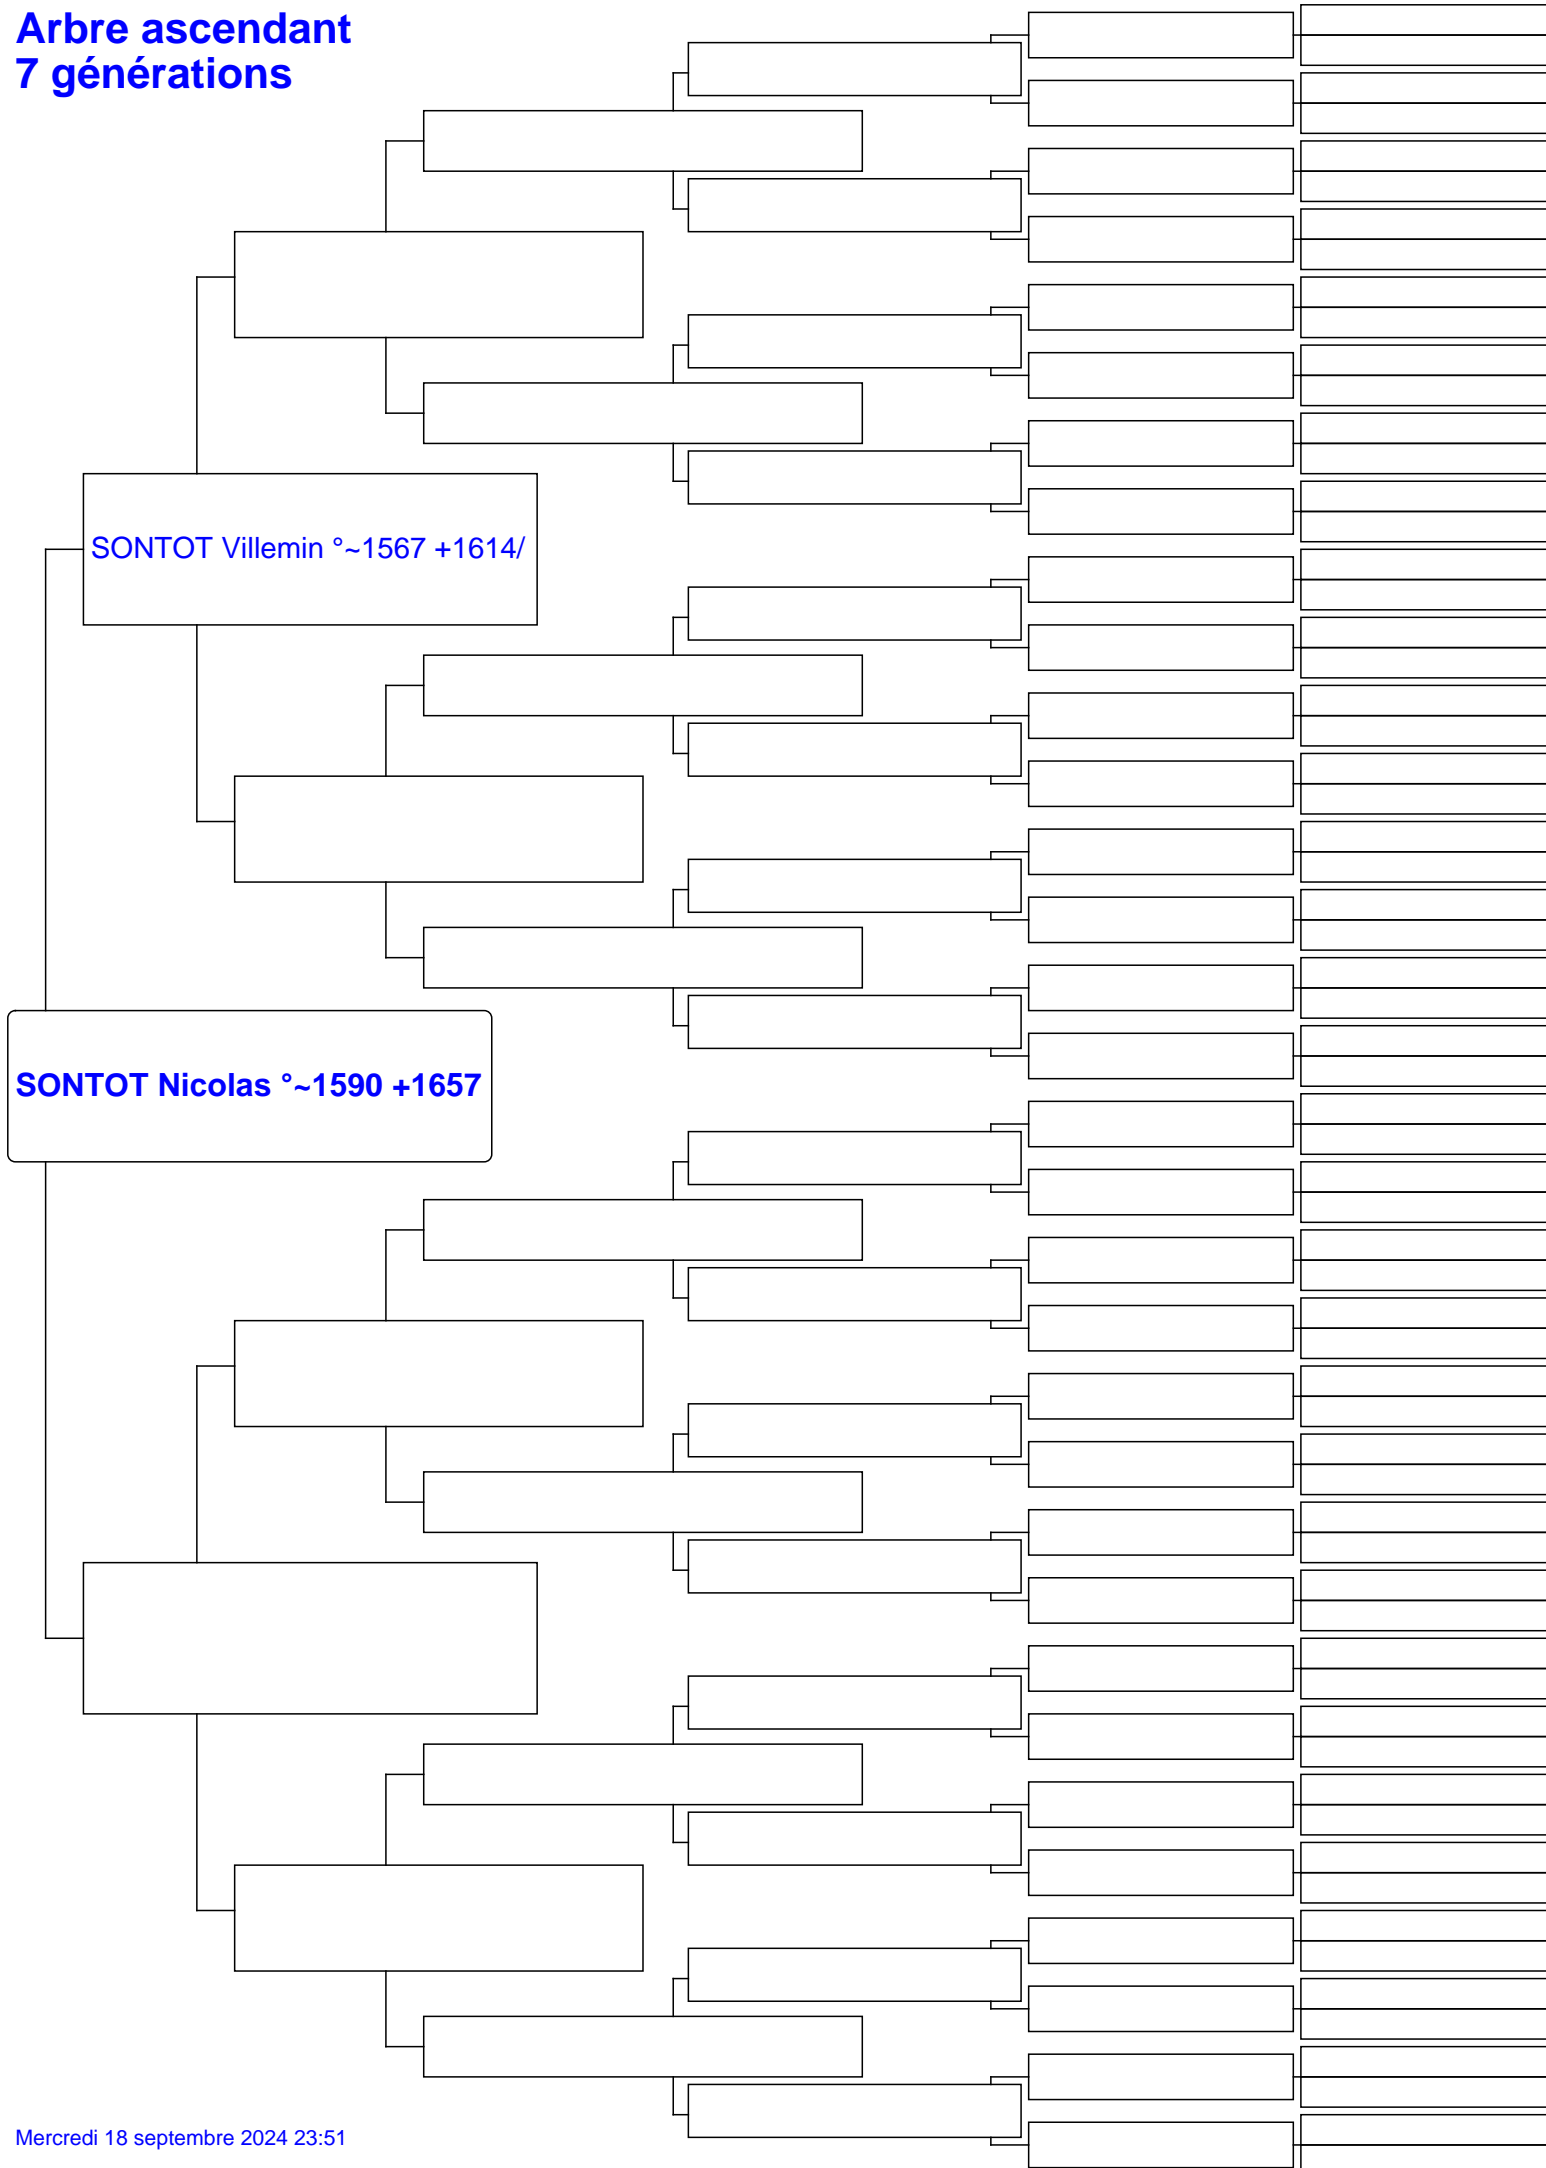 Arbre ascendant
7 générations
SONTOT Villemin °~1567 +1614/
SONTOT Nicolas °~1590 +1657
Mercredi 18 septembre 2024 23:51